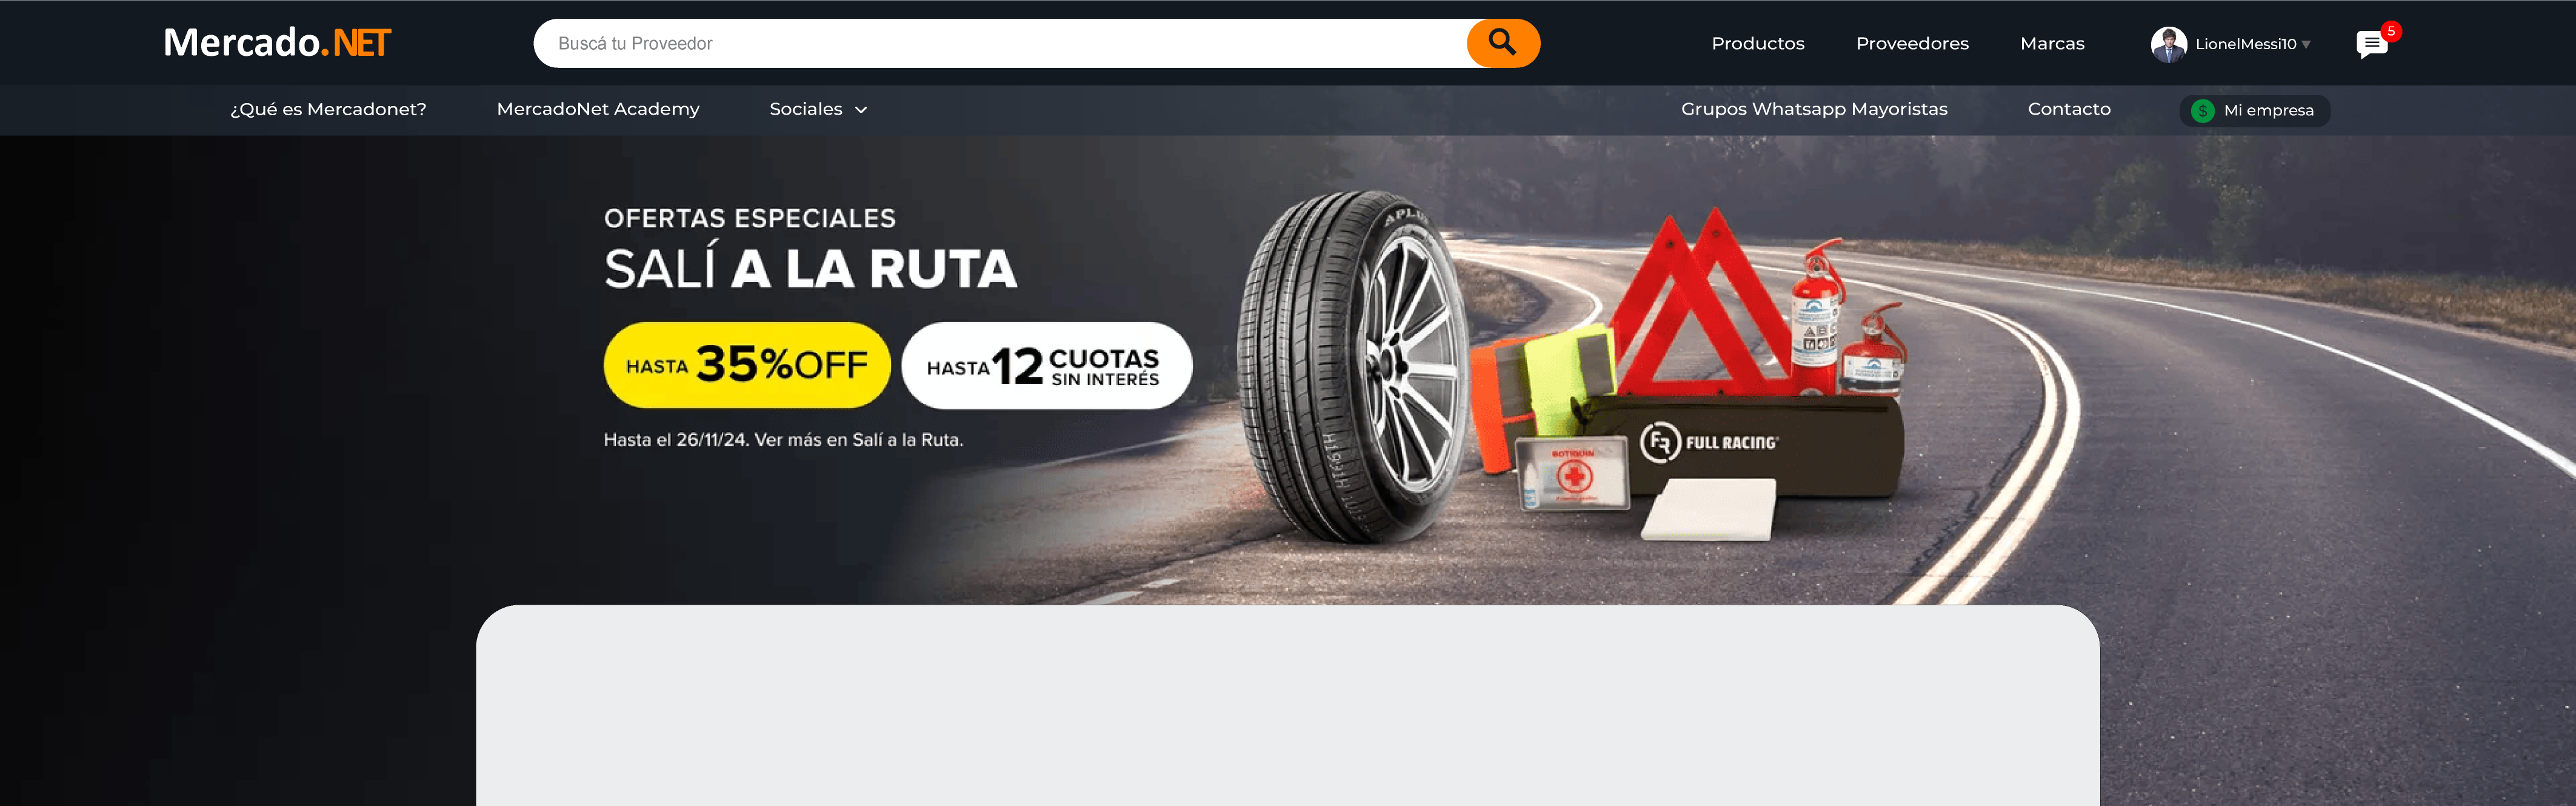 Mercado.NET
Buscá tu Proveedor
Productos
Proveedores
Marcas
LionelMessi10
5
¿Qué es Mercadonet?
MercadoNet Academy
Sociales
Grupos Whatsapp Mayoristas
Contacto
$ Mi empresa
OFERTAS ESPECIALES
SALÍ A LA RUTA
HASTA 35%OFF
HASTA 12 CUOTAS
SIN INTERÉS
Hasta el 26/11/24. Ver más en Salí a la Ruta.
APLUS
ABC
BOTIQUIN
FR FULL RACING